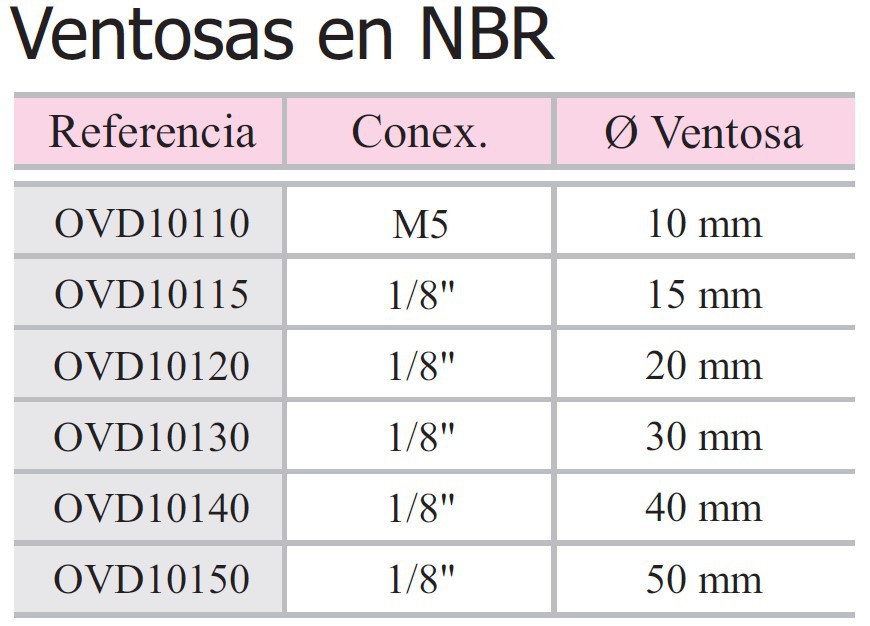 Ventosas en NBR
Referencia Conex. Ø Ventosa
OVD10110 M5 10 mm
OVD10115 1/8" 15 mm
OVD10120 1/8" 20 mm
OVD10130 1/8" 30 mm
OVD10140 1/8" 40 mm
OVD10150 1/8" 50 mm